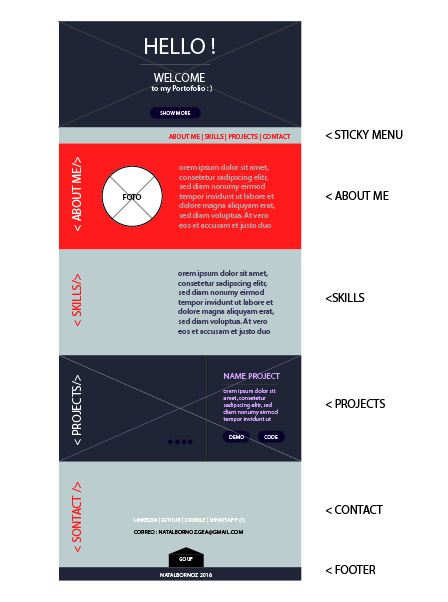 HELLO !
WELCOME
to my Portofolio : )
SHOW MORE
ABOUT ME | SKILLS | PROJECTS | CONTACT
< STICKY MENU
< ABOUT ME/>
FOTO
orem ipsum dolor sit amet,
consetetur sadipscing elitr,
sed diam nonumy eirmod
tempor invidunt ut labore et
dolore magna aliquyam erat,
sed diam voluptua. At vero
eos et accusam et justo duo
< ABOUT ME
< SKILLS/>
orem ipsum dolor sit amet,
consetetur sadipscing elitr,
sed diam nonumy eirmod
tempor invidunt ut labore et
dolore magna aliquyam erat,
sed diam voluptua. At vero
eos et accusam et justo duo
<SKILLS
< PROJECTS/>
NAME PROJECT
orem ipsum dolor sit
amet, consetetur
sadipscing elitr, sed
diam nonumy eirmod
tempor invidunt ut
DEMO
CODE
< PROJECTS
< SONTACT />
LINKEDIN | GITHUB | DRIBBLE | WHATSAPP (?)
CORREO : NATALBORNOZ.GEA@GMAIL.COM
< CONTACT
GO UP
NATALBORNOZ 2018
< FOOTER